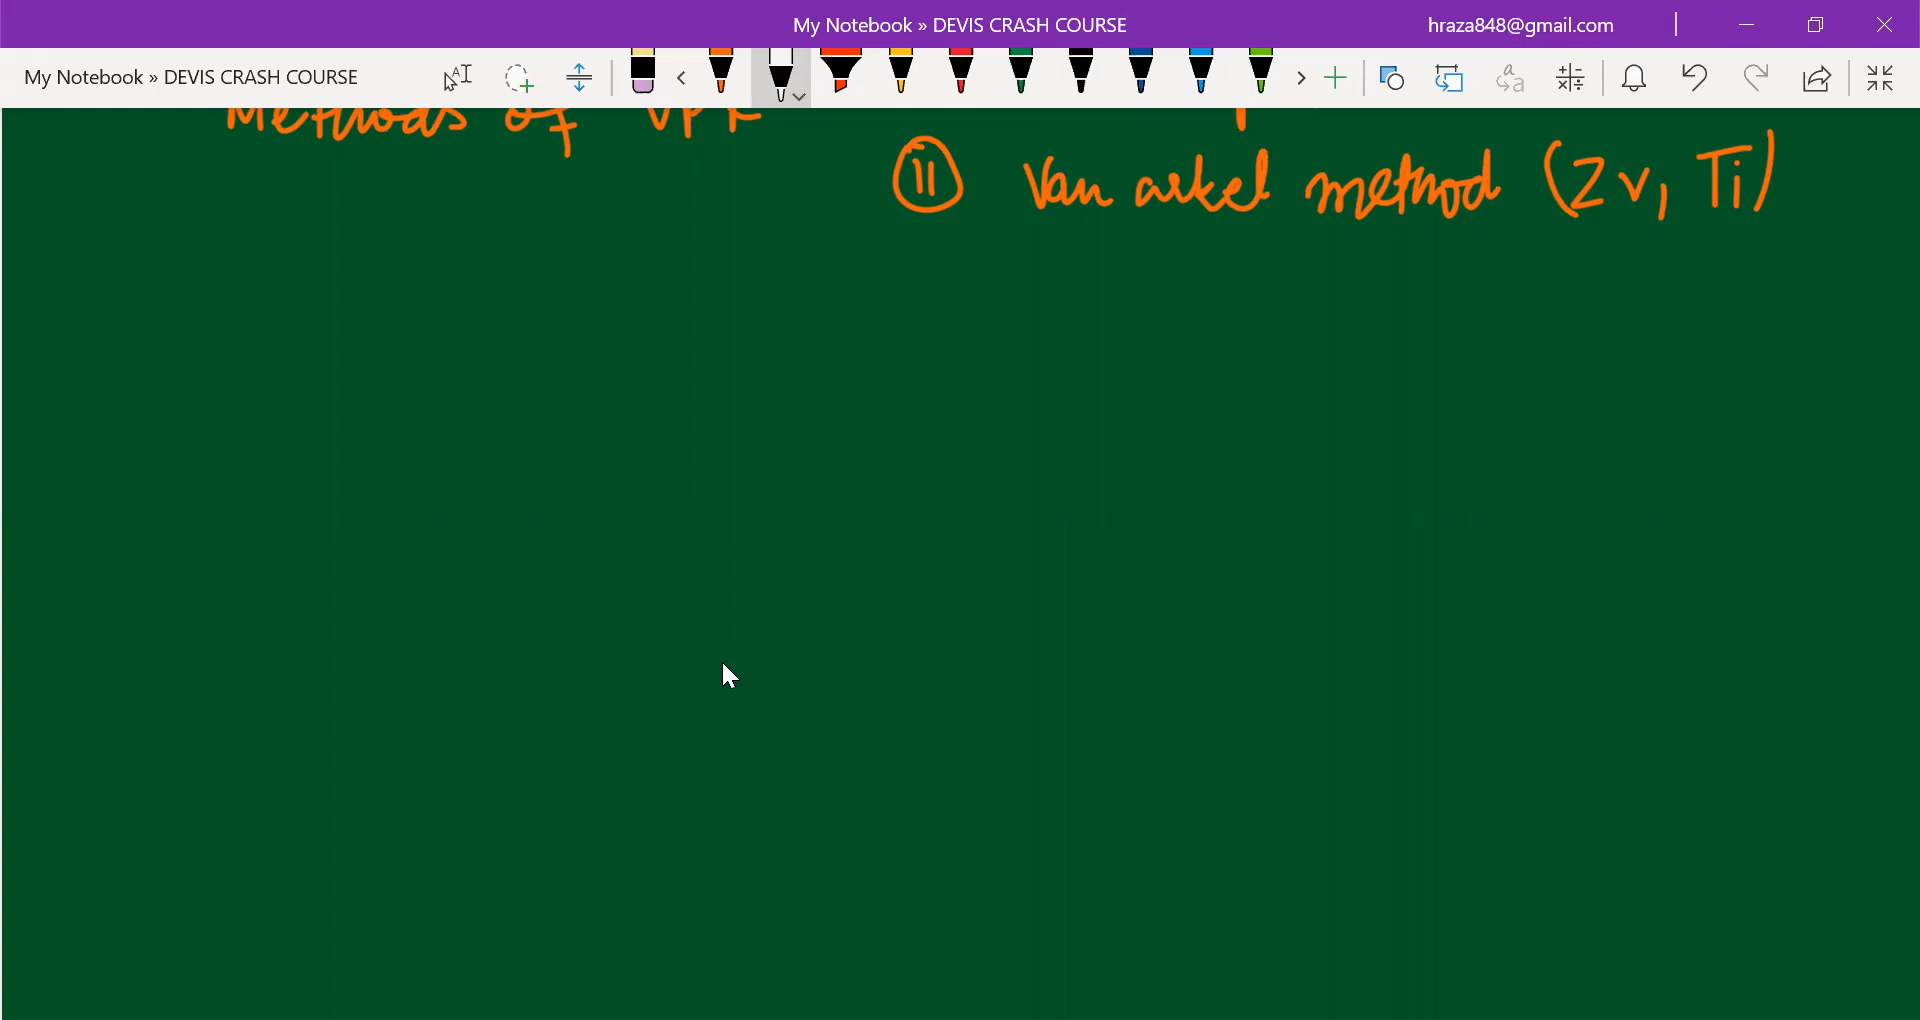 My Notebook » DEVIS CRASH COURSE
hraza848@gmail.com
My Notebook » DEVIS CRASH COURSE
Methods of VPR
(II) Van arkel method (Zr, Ti)